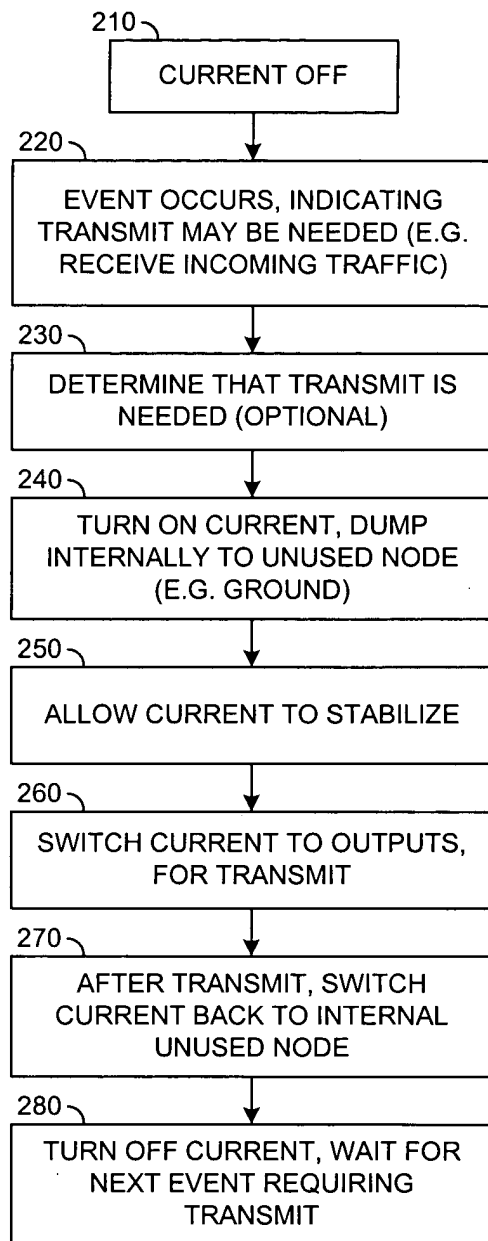 210
CURRENT OFF
220
EVENT OCCURS, INDICATING
TRANSMIT MAY BE NEEDED (E.G.
RECEIVE INCOMING TRAFFIC)
230
DETERMINE THAT TRANSMIT IS
NEEDED (OPTIONAL)
240
TURN ON CURRENT, DUMP
INTERNALLY TO UNUSED NODE
(E.G. GROUND)
250
ALLOW CURRENT TO STABILIZE
260
SWITCH CURRENT TO OUTPUTS,
FOR TRANSMIT
270
AFTER TRANSMIT, SWITCH
CURRENT BACK TO INTERNAL
UNUSED NODE
280
TURN OFF CURRENT, WAIT FOR
NEXT EVENT REQUIRING
TRANSMIT